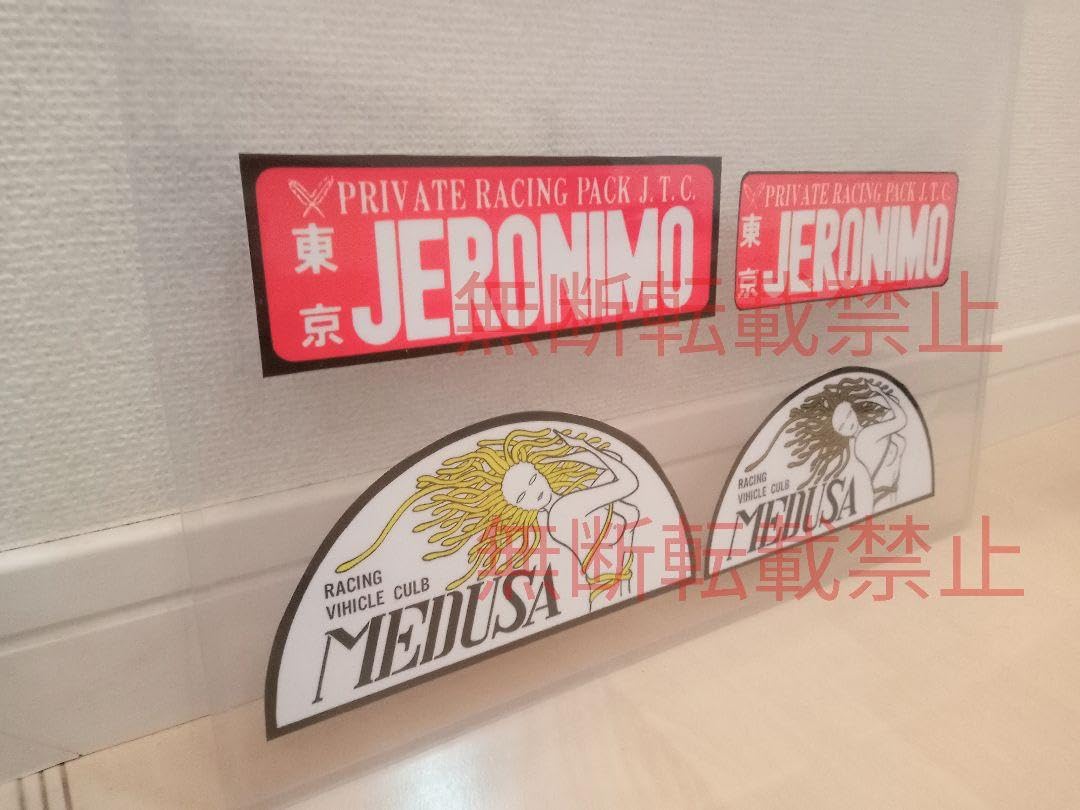 PRIVATE RACING PACK J.T.C.
東京
JERONIMO
PRIVATE RACING PACK J.T.C.
東京
JERONIMO
無断転載禁止
RACING
VIHICLE CULB
MEDUSA
RACING
VIHICLE CULB
MEDUSA
無断転載禁止